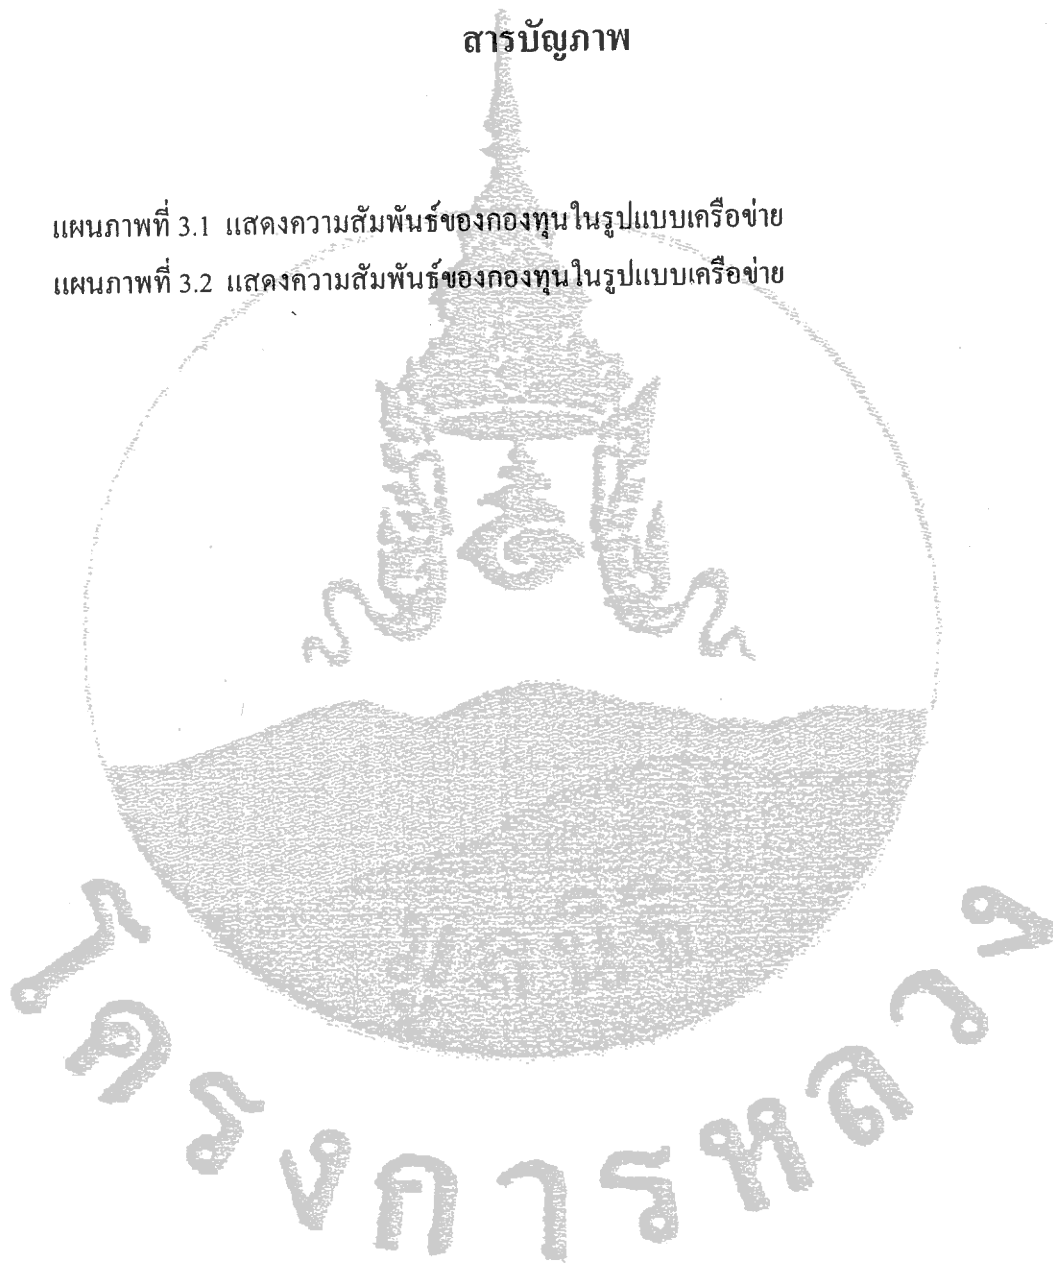 สารบัญภาพ
แผนภาพที่ 3.1 แสดงความสัมพันธ์ของกองทุนในรูปแบบเครือข่าย
แผนภาพที่ 3.2 แสดงความสัมพันธ์ของกองทุนในรูปแบบเครือข่าย
มูลนิธิ
โครงการหลวง